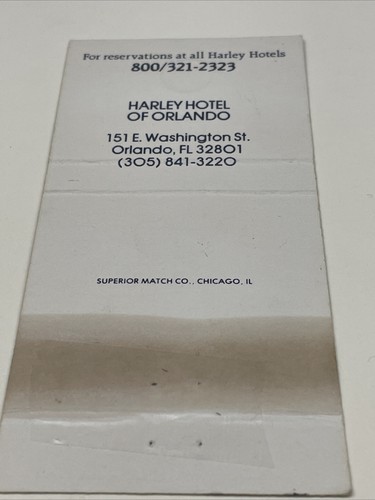 For reservations at all Harley Hotels
800/321-2323
HARLEY HOTEL
OF ORLANDO
151 E. Washington St.
Orlando, FL 32801
(305) 841-3220
SUPERIOR MATCH CO., CHICAGO, IL